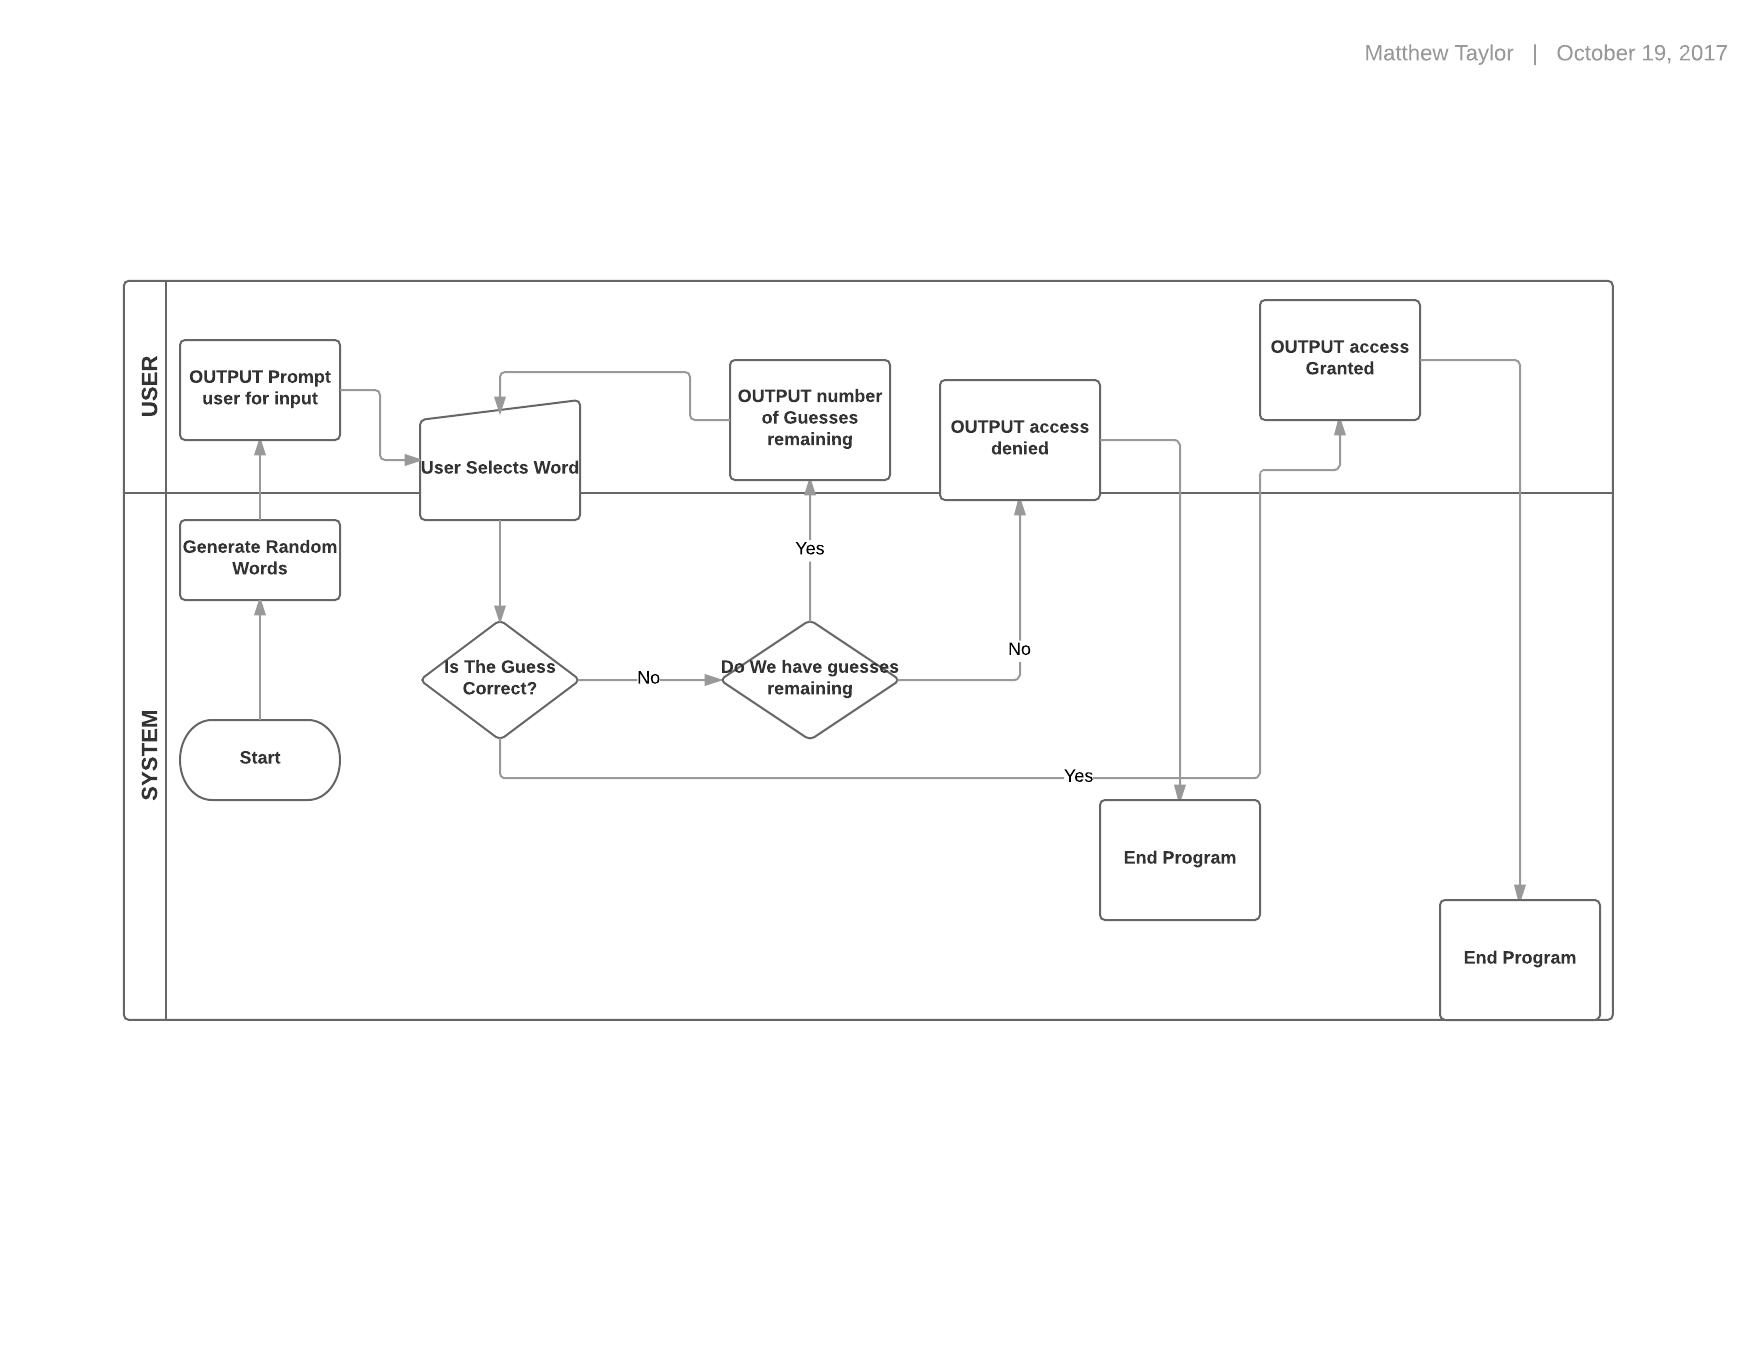 Matthew Taylor | October 19, 2017
USER
OUTPUT Prompt
user for input
User Selects Word
OUTPUT number
of Guesses
remaining
OUTPUT access
denied
OUTPUT access
Granted
SYSTEM
Generate Random
Words
Start
Is The Guess
Correct?
No
Do We have guesses
remaining
Yes
No
Yes
End Program
End Program